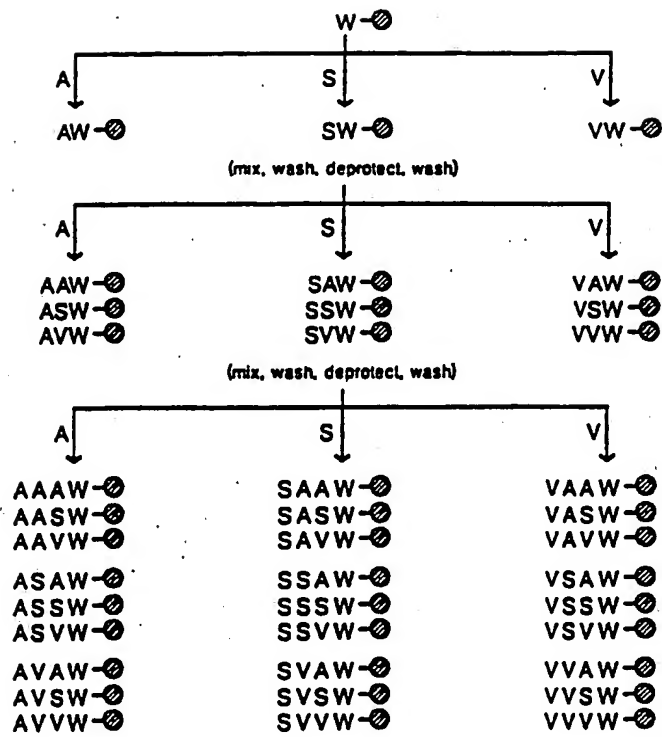 W
A S V
AW SW VW
(mix, wash, deprotect, wash)
A S V
AAW SAW VAW
ASW SSW VSW
AVW SVW VVW
(mix, wash, deprotect, wash)
A S V
AAAW SAAW VAAW
AASW SASW VASW
AAVW SAVW VAVW
ASAW SSAW VSAW
ASSW SSSW VSSW
ASVW SSVW VSVW
AVAW SVAW VVAW
AVSW SVSW VVSW
AVVW SVVW VVVW